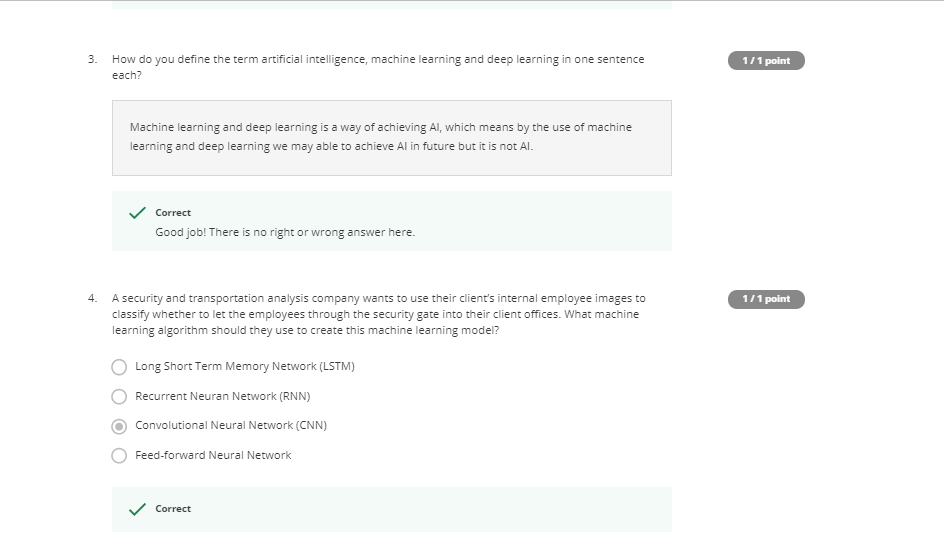 3. How do you define the term artificial intelligence, machine learning and deep learning in one sentence
each?
1 / 1 point
Machine learning and deep learning is a way of achieving AI, which means by the use of machine
learning and deep learning we may able to achieve AI in future but it is not AI.
Correct
Good job! There is no right or wrong answer here.
4. A security and transportation analysis company wants to use their client's internal employee images to
classify whether to let the employees through the security gate into their client offices. What machine
learning algorithm should they use to create this machine learning model?
1 / 1 point
Long Short Term Memory Network (LSTM)
Recurrent Neuran Network (RNN)
Convolutional Neural Network (CNN)
Feed-forward Neural Network
Correct